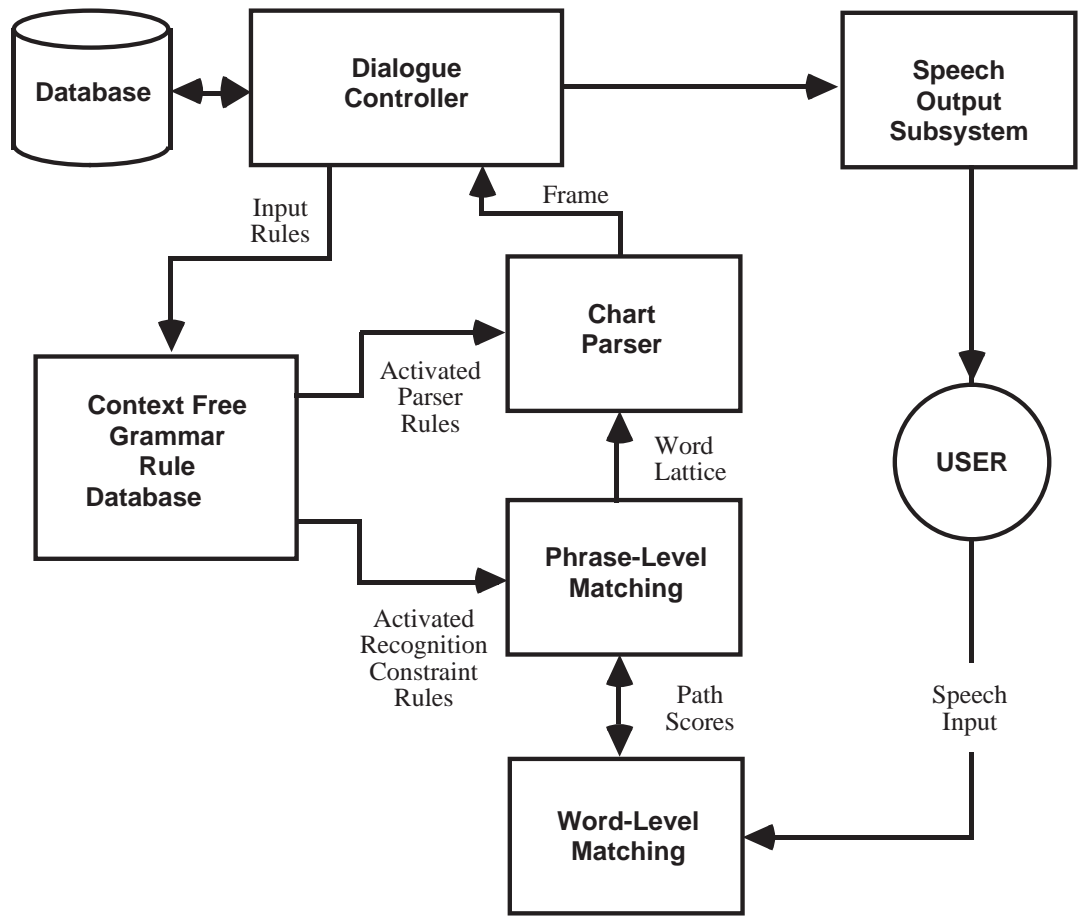 Database
Dialogue
Controller
Speech
Output
Subsystem
Input
Rules
Frame
Chart
Parser
Activated
Parser
Rules
Context Free
Grammar
Rule
Database
Word
Lattice
USER
Phrase-Level
Matching
Activated
Recognition
Constraint
Rules
Path
Scores
Speech
Input
Word-Level
Matching